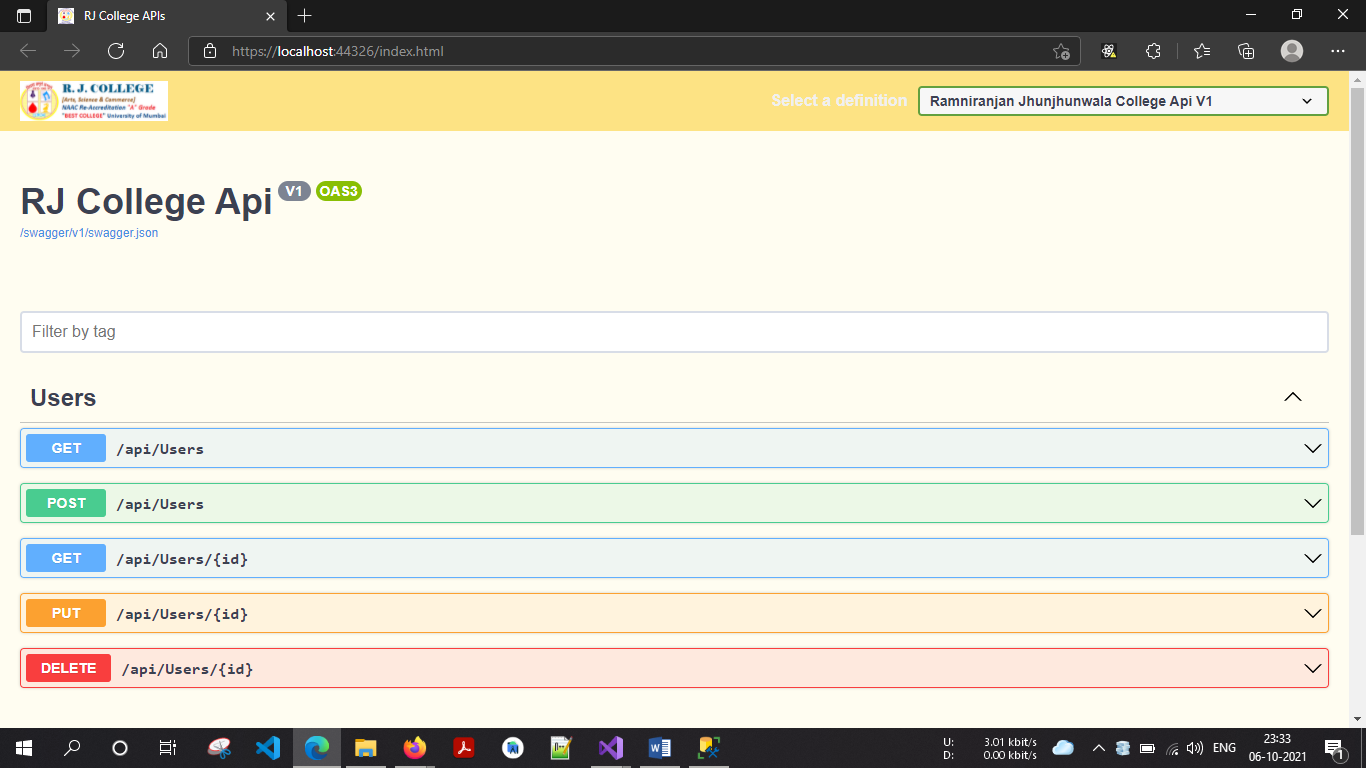 RJ College APIs
https://localhost:44326/index.html
R. J. COLLEGE
[Arts, Science & Commerce]
NAAC Re-Accreditation "A" Grade
"BEST COLLEGE" University of Mumbai
Select a definition
Ramniranjan Jhunjhunwala College Api V1
RJ College Api V1 OAS3
/swagger/v1/swagger.json
Filter by tag
Users
GET /api/Users
POST /api/Users
GET /api/Users/{id}
PUT /api/Users/{id}
DELETE /api/Users/{id}
U: 3.01 kbit/s
D: 0.00 kbit/s
ENG
23:33
06-10-2021
1